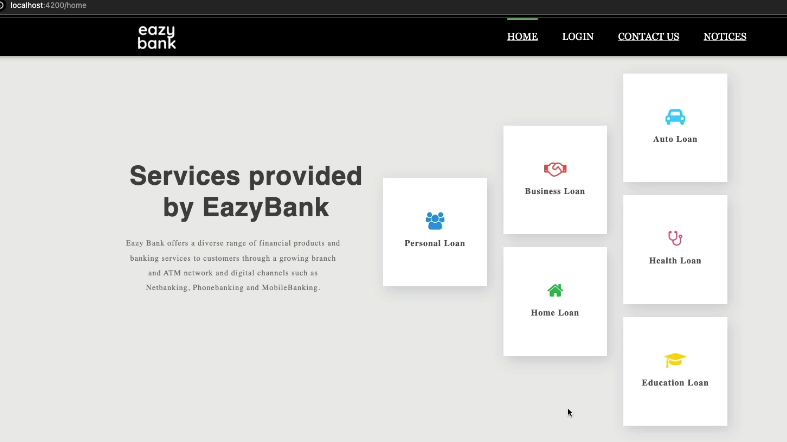 localhost:4200/home
eazy
bank
HOME LOGIN CONTACT US NOTICES
Services provided
by EazyBank
Eazy Bank offers a diverse range of financial products and
banking services to customers through a growing branch
and ATM network and digital channels such as
Netbanking, Phonebanking and MobileBanking.
Personal Loan
Business Loan
Home Loan
Auto Loan
Health Loan
Education Loan